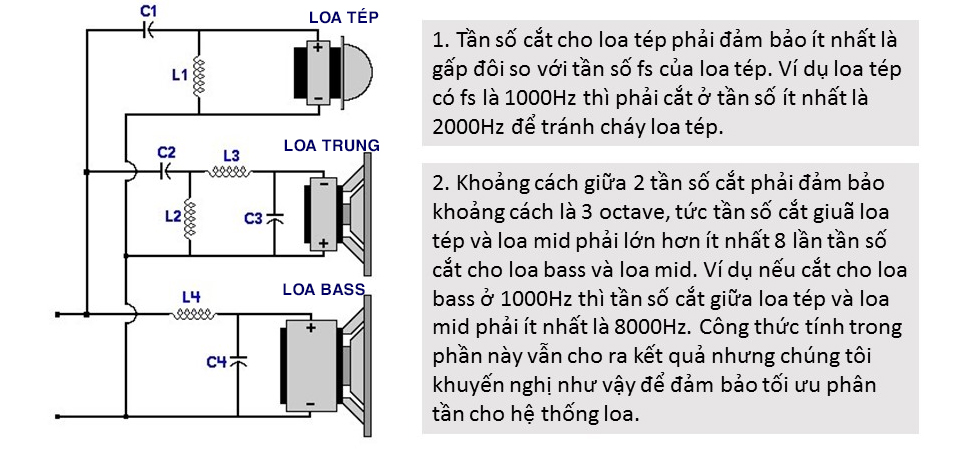 C1
LOA TÉP
+
L1
−
LOA TRUNG
C2
L3
−
L2
C3
+
LOA BASS
L4
+
C4
−
1. Tần số cắt cho loa tép phải đảm bảo ít nhất là
gấp đôi so với tần số fs của loa tép. Ví dụ loa tép
có fs là 1000Hz thì phải cắt ở tần số ít nhất là
2000Hz để tránh cháy loa tép.
2. Khoảng cách giữa 2 tần số cắt phải đảm bảo
khoảng cách là 3 octave, tức tần số cắt giuã loa
tép và loa mid phải lớn hơn ít nhất 8 lần tần số
cắt cho loa bass và loa mid. Ví dụ nếu cắt cho loa
bass ở 1000Hz thì tần số cắt giữa loa tép và loa
mid phải ít nhất là 8000Hz. Công thức tính trong
phần này vẫn cho ra kết quả nhưng chúng tôi
khuyến nghị như vậy để đảm bảo tối ưu phân
tần cho hệ thống loa.